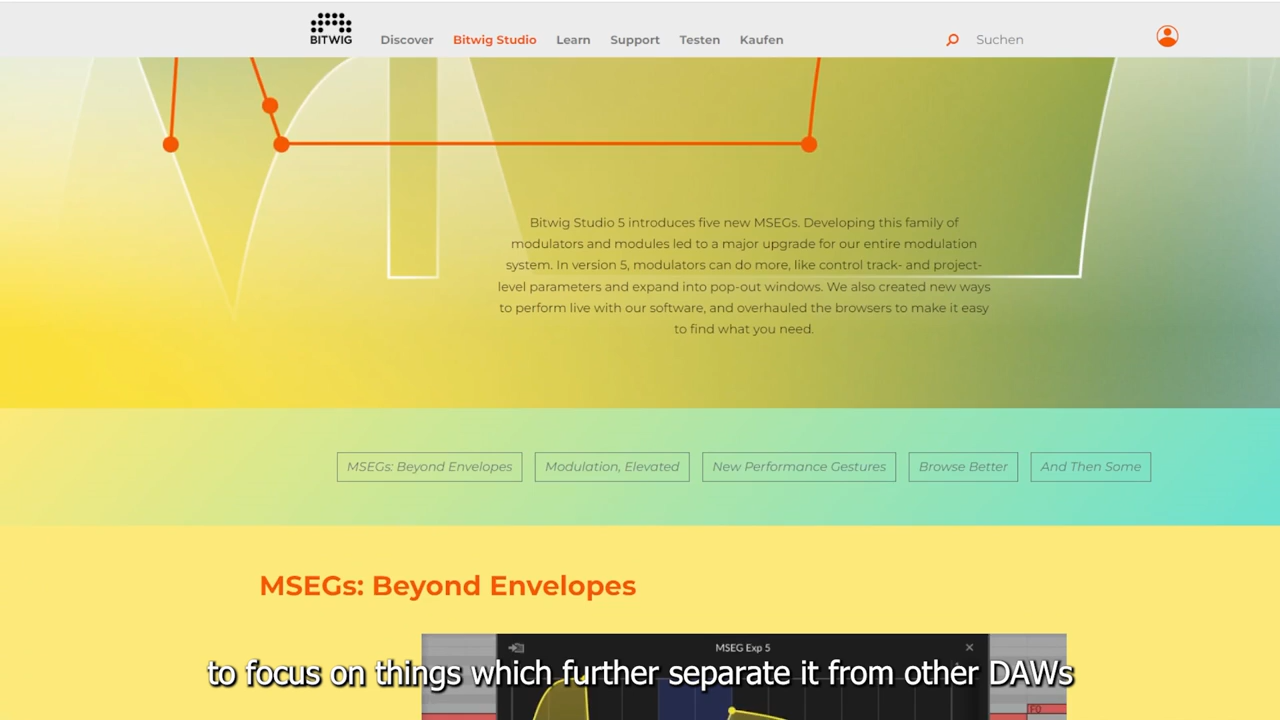 BITWIG
Discover Bitwig Studio Learn Support Testen Kaufen Suchen
Bitwig Studio 5 introduces five new MSEGs. Developing this family of
modulators and modules led to a major upgrade for our entire modulation
system. In version 5, modulators can do more, like control track- and project-
level parameters and expand into pop-out windows. We also created new ways
to perform live with our software, and overhauled the browsers to make it easy
to find what you need.
MSEGs: Beyond Envelopes Modulation, Elevated New Performance Gestures Browse Better And Then Some
MSEGs: Beyond Envelopes
MSEG Exp 5
to focus on things which further separate it from other DAWs